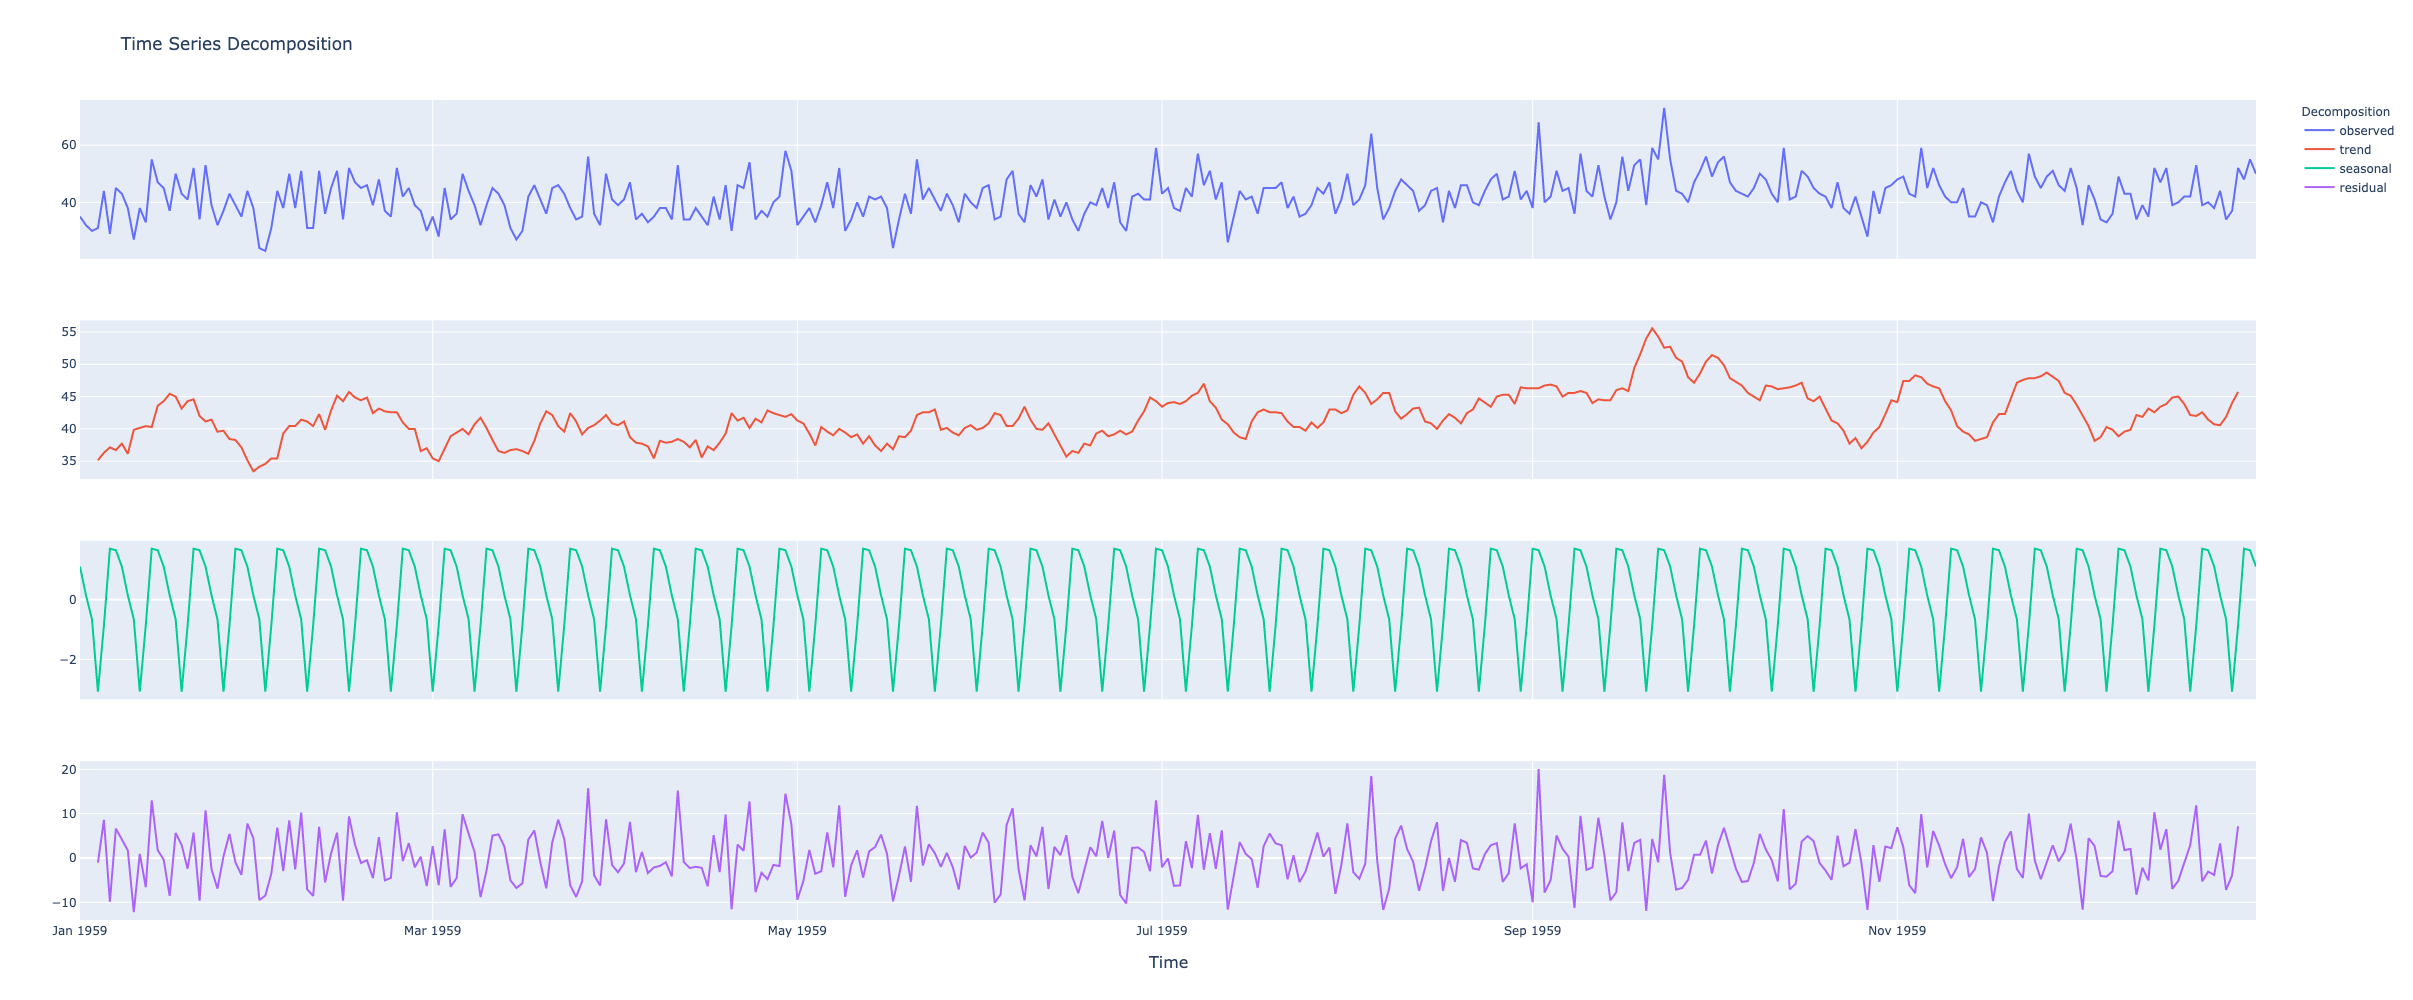 Time Series Decomposition
Decomposition
observed
trend
seasonal
residual
60
40
55
50
45
40
35
0
−2
20
10
0
−10
Jan 1959 Mar 1959 May 1959 Jul 1959 Sep 1959 Nov 1959
Time